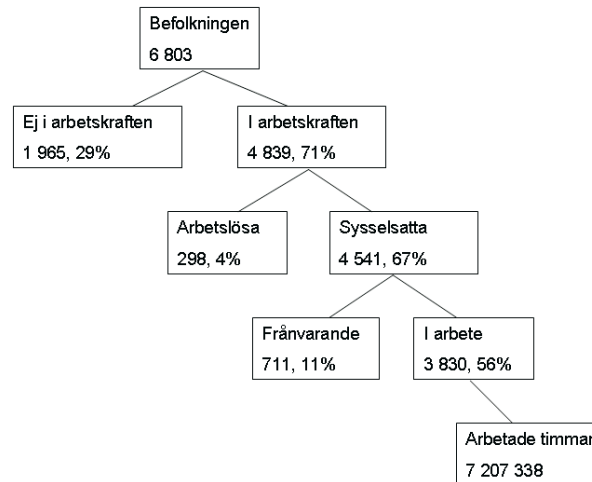 Befolkningen
6 803
Ej i arbetskraften
1 965, 29%
I arbetskraften
4 839, 71%
Arbetslösa
298, 4%
Sysselsatta
4 541, 67%
Frånvarande
711, 11%
I arbete
3 830, 56%
Arbetade timmar
7 207 338